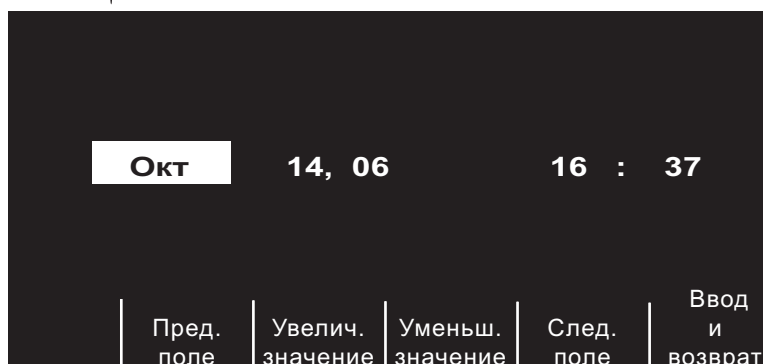 Окт 14, 06 16 : 37
Ввод
Пред. Увелич. Уменьш. След. и
поле значение значение поле возврат